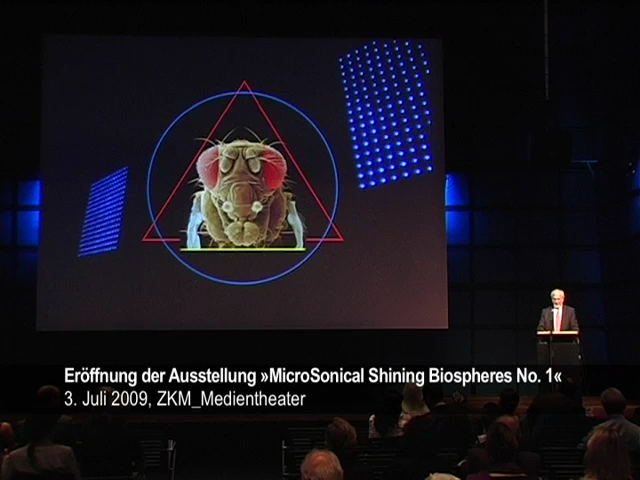 Eröffnung der Ausstellung »MicroSonical Shining Biospheres No. 1«
3. Juli 2009, ZKM_Medientheater